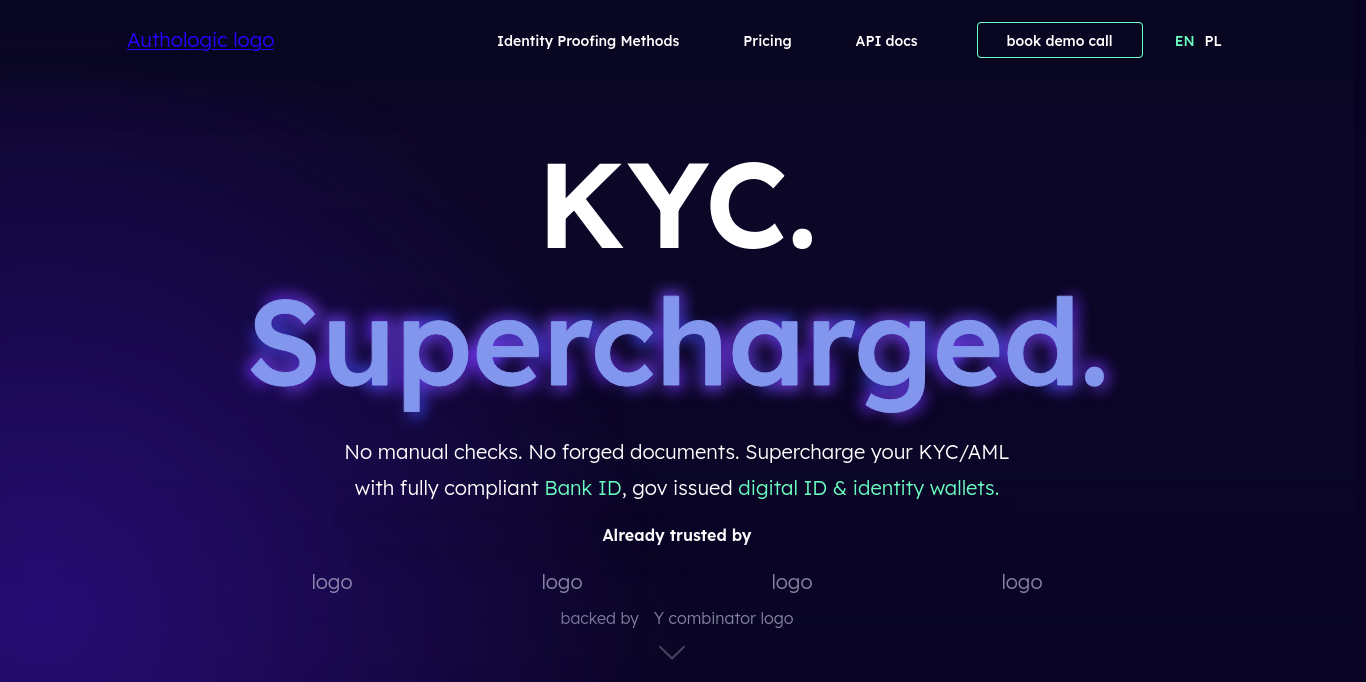 Authologic logo
Identity Proofing Methods
Pricing
API docs
book demo call
EN PL
KYC.
Supercharged.
No manual checks. No forged documents. Supercharge your KYC/AML
with fully compliant Bank ID, gov issued digital ID & identity wallets.
Already trusted by
logo
logo
logo
logo
backed by Y combinator logo